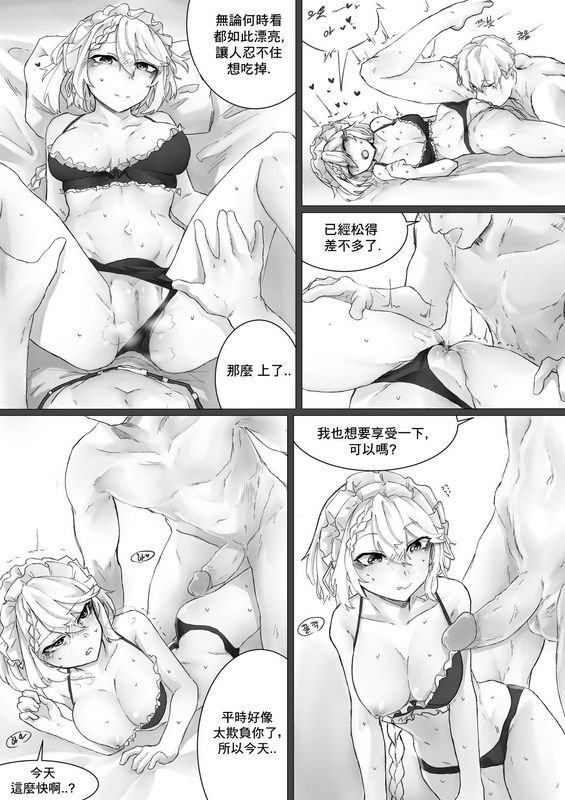 無論何時看
都如此漂亮,
讓人忍不住
想吃掉.
那麼 上了..
已經松得
差不多了.
平時好像
太欺負你了,
所以今天..
今天
這麼快啊..?
我也想要享受一下,
可以嗎?
꿀꺽